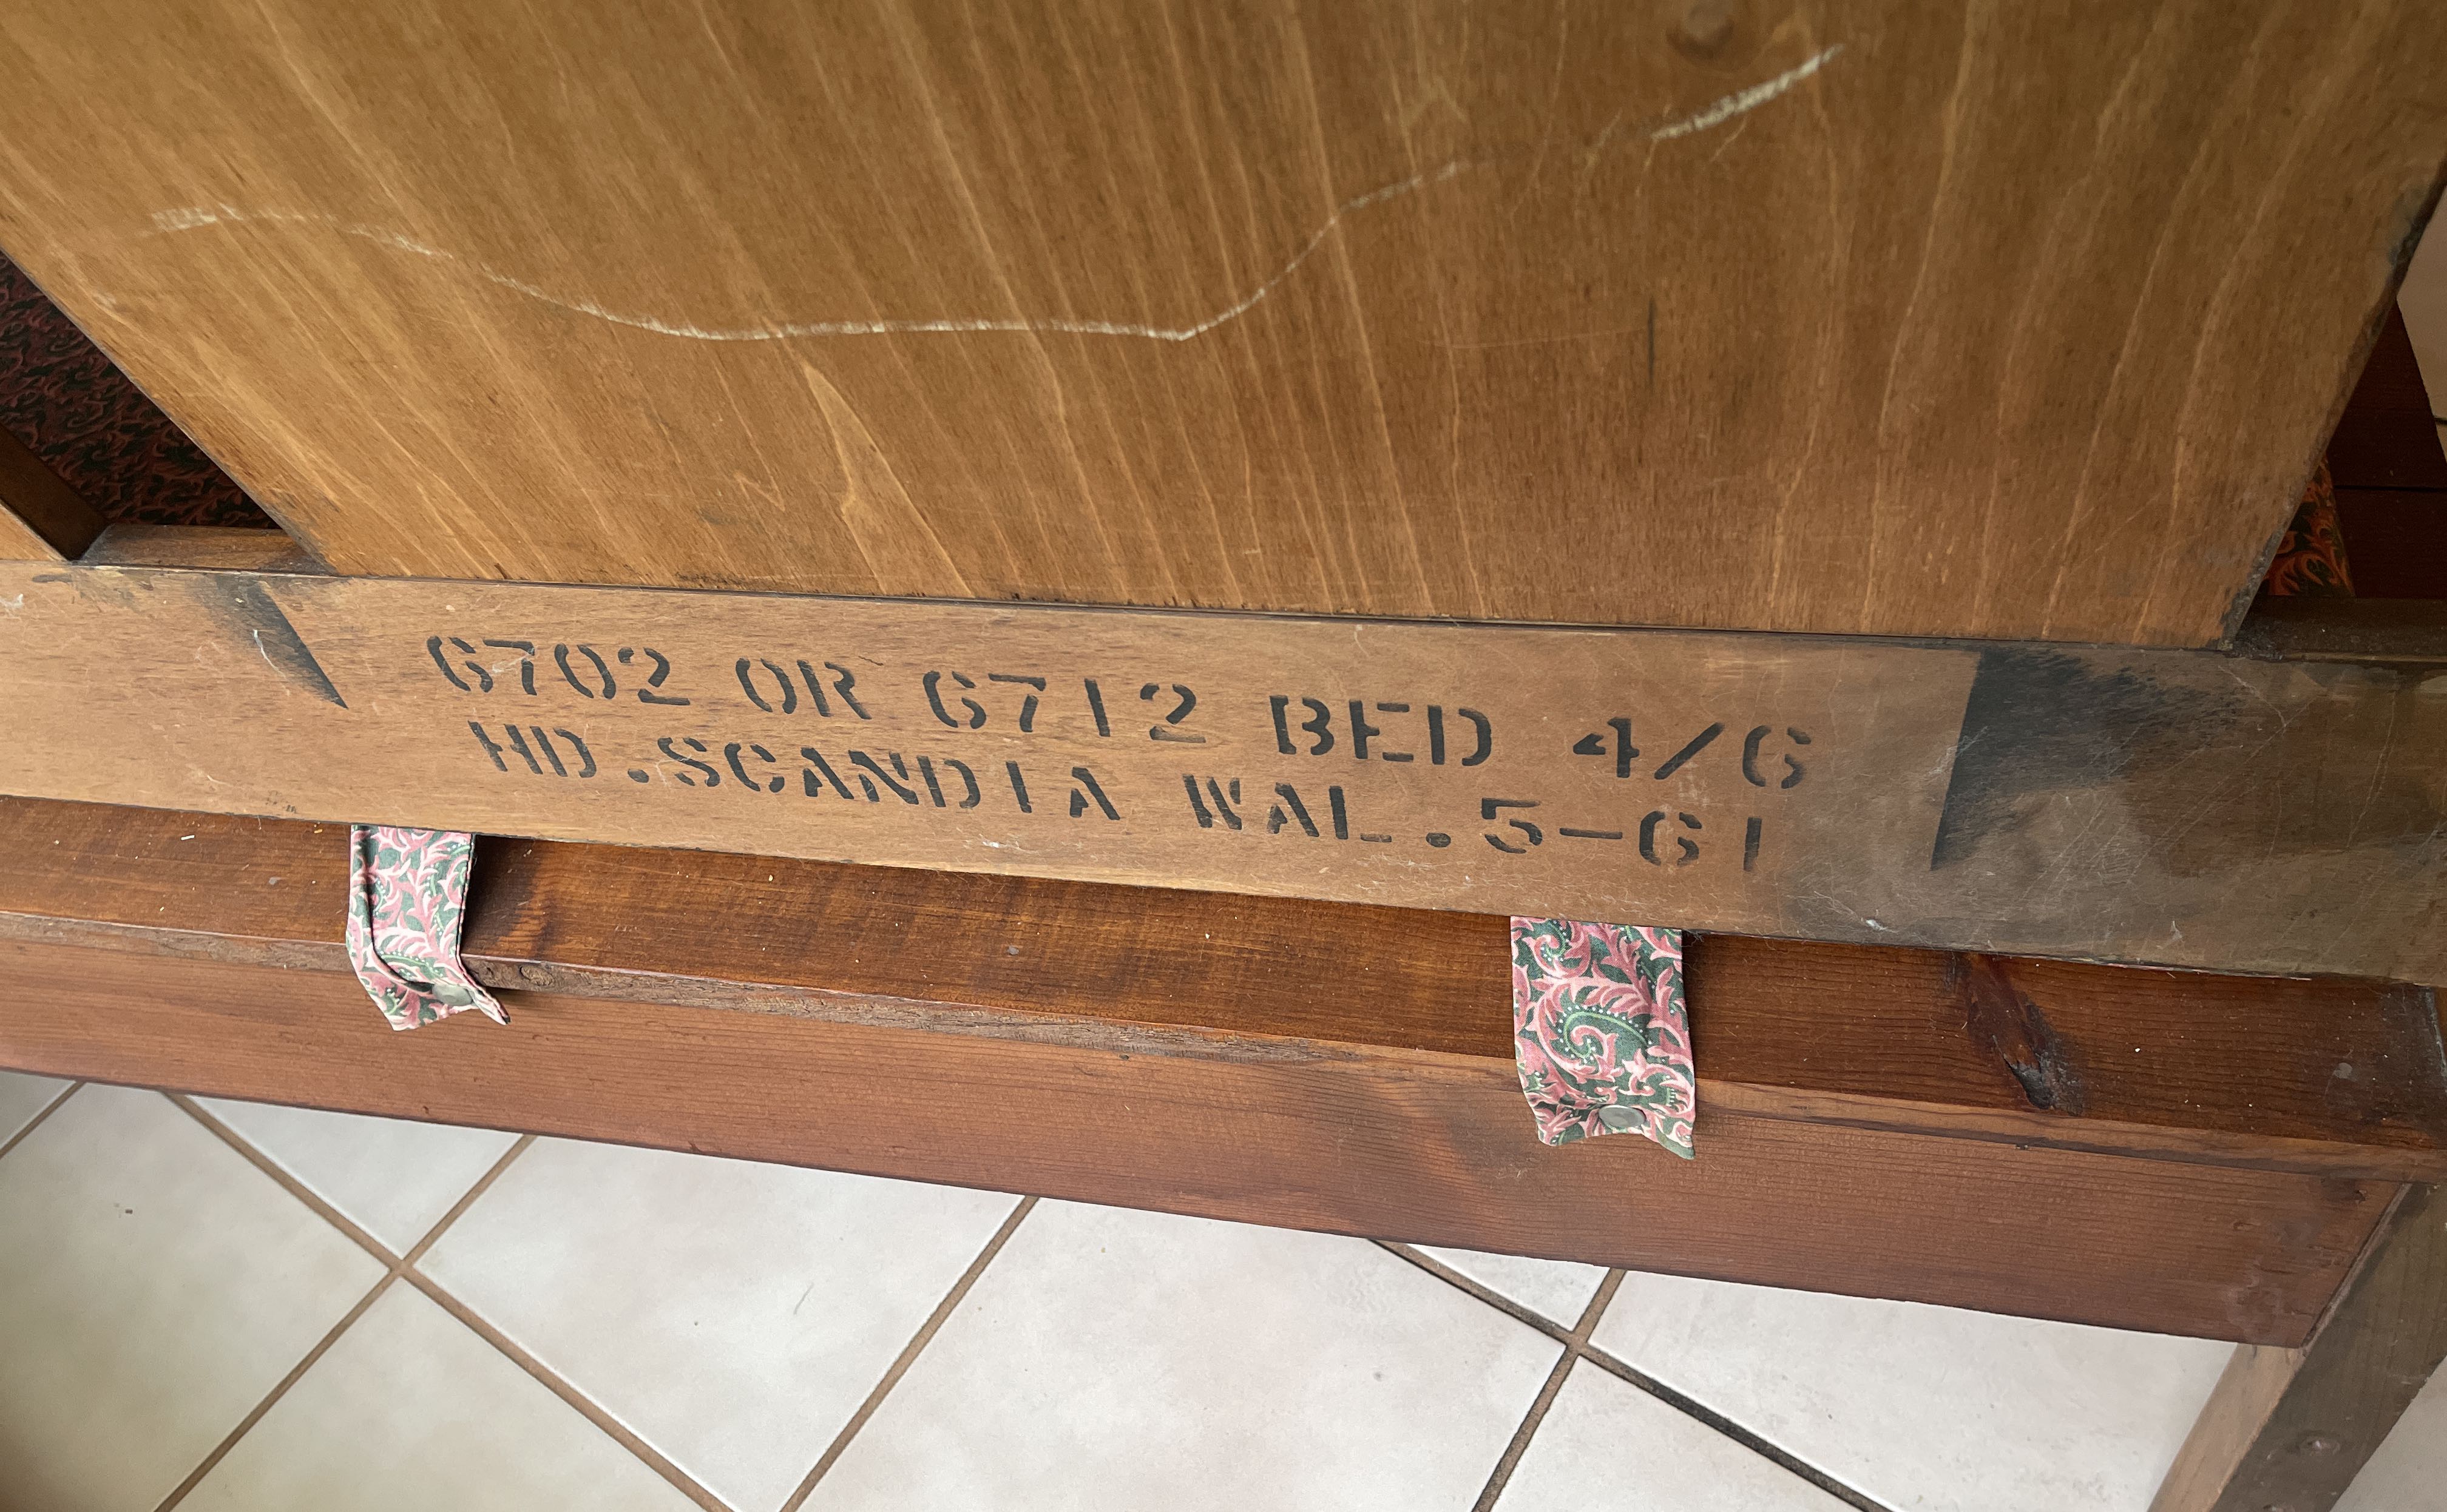 6702 OR 6712 BED 4/6
HD.SCANDIA WAL.5-61